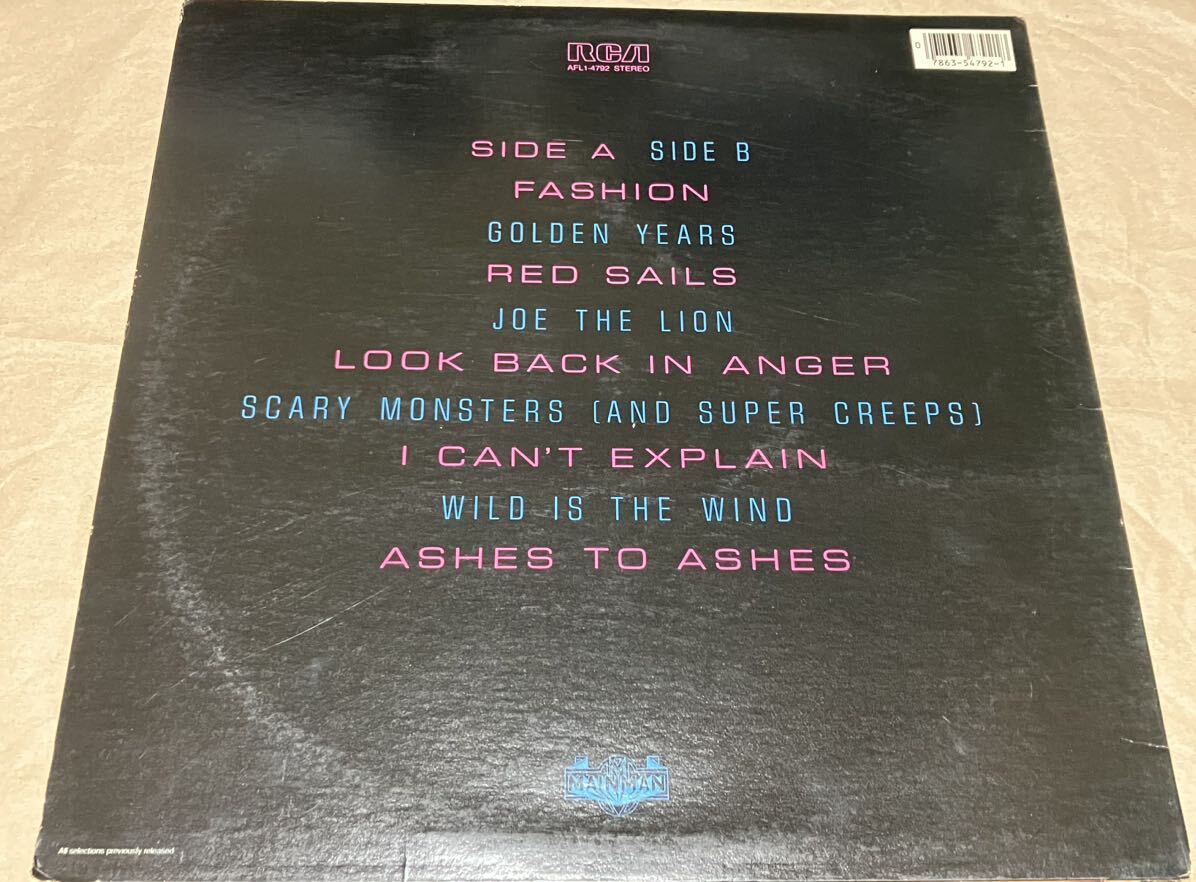 RCA
AFL1-4792 STEREO
0 7863-54792-1
SIDE A SIDE B
FASHION
GOLDEN YEARS
RED SAILS
JOE THE LION
LOOK BACK IN ANGER
SCARY MONSTERS (AND SUPER CREEPS)
I CAN'T EXPLAIN
WILD IS THE WIND
ASHES TO ASHES
MAINMAN
All selections previously released